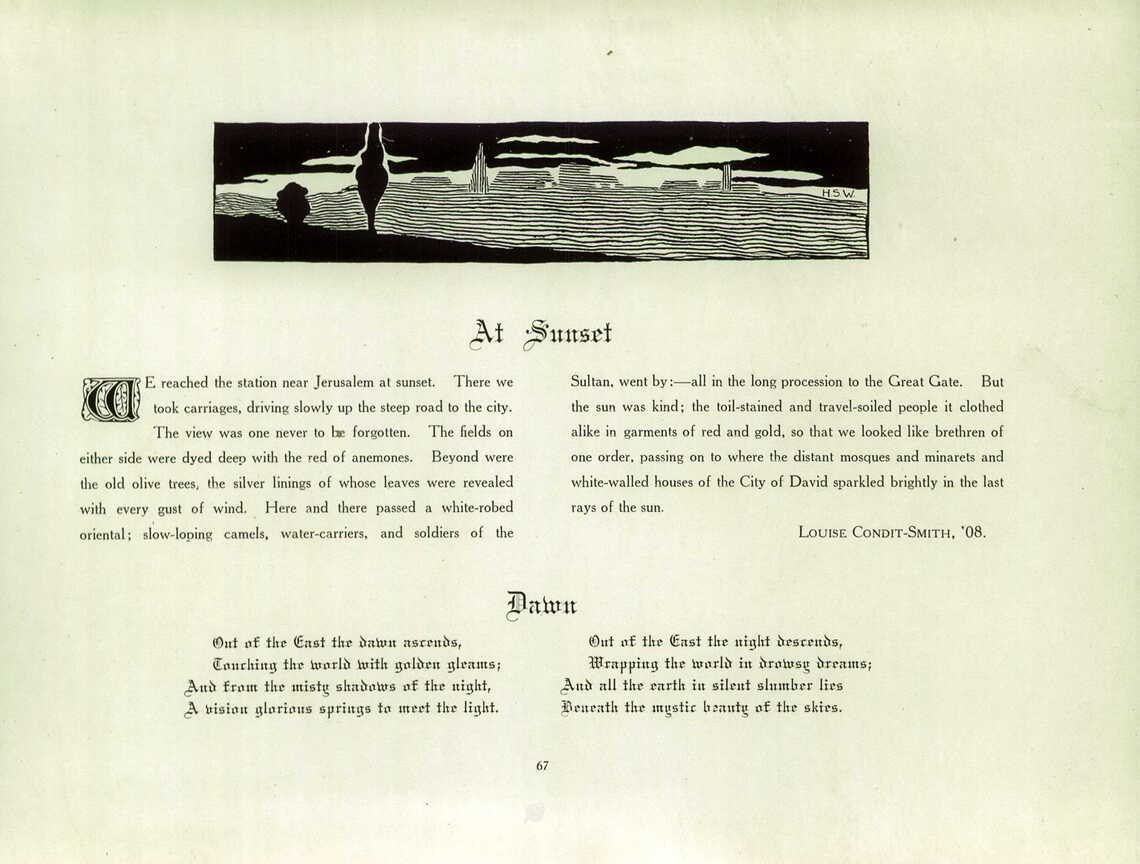 H.S.W.
At Sunset
WE reached the station near Jerusalem at sunset. There we
took carriages, driving slowly up the steep road to the city.
The view was one never to be forgotten. The fields on
either side were dyed deep with the red of anemones. Beyond were
the old olive trees, the silver linings of whose leaves were revealed
with every gust of wind. Here and there passed a white-robed
oriental; slow-loping camels, water-carriers, and soldiers of the
Sultan, went by:—all in the long procession to the Great Gate. But
the sun was kind; the toil-stained and travel-soiled people it clothed
alike in garments of red and gold, so that we looked like brethren of
one order, passing on to where the distant mosques and minarets and
white-walled houses of the City of David sparkled brightly in the last
rays of the sun.
LOUISE CONDIT-SMITH, '08.
Dawn
Out of the East the dawn ascends,
Touching the world with golden gleams;
And from the misty shadows of the night,
A vision glorious springs to meet the light.
Out of the East the night descends,
Wrapping the world in drowsy dreams;
And all the earth in silent slumber lies
Beneath the mystic beauty of the skies.
67